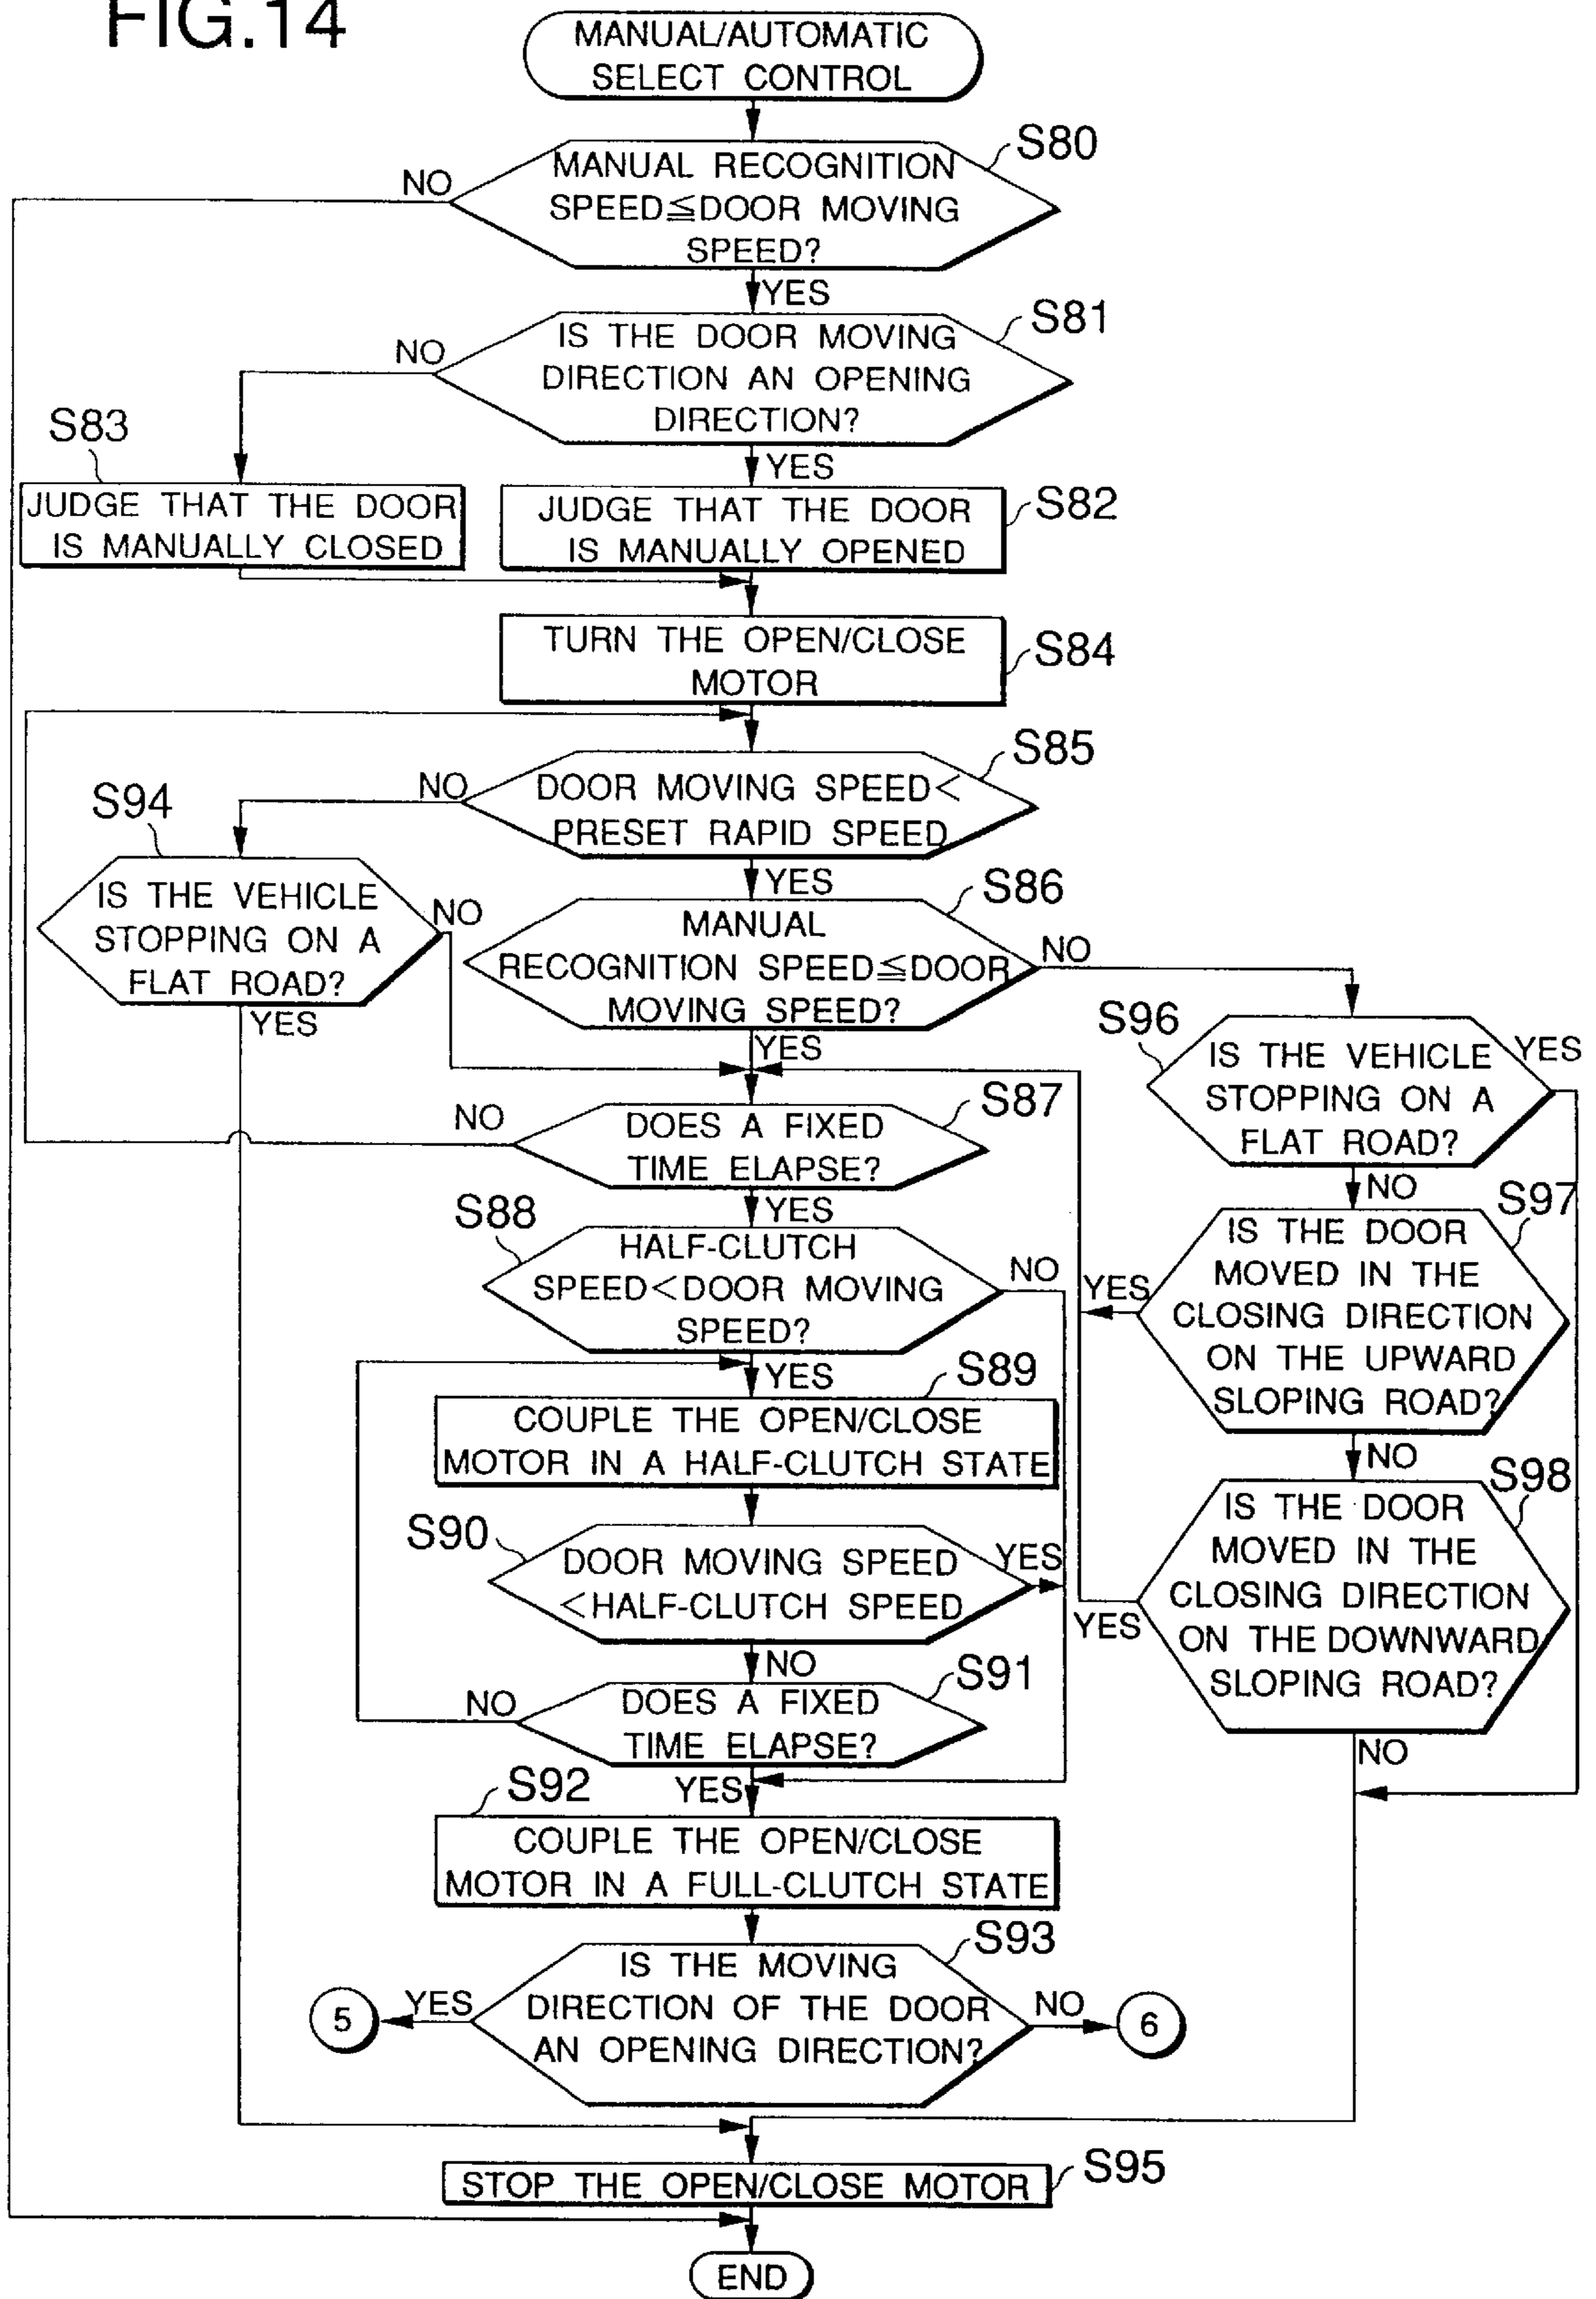 FIG.14
MANUAL/AUTOMATIC
SELECT CONTROL
S80
MANUAL RECOGNITION
SPEED≦DOOR MOVING
SPEED?
NO
YES
S81
IS THE DOOR MOVING
DIRECTION AN OPENING
DIRECTION?
NO
YES
S83
JUDGE THAT THE DOOR
IS MANUALLY CLOSED
S82
JUDGE THAT THE DOOR
IS MANUALLY OPENED
TURN THE OPEN/CLOSE
MOTOR
S84
S85
DOOR MOVING SPEED<
PRESET RAPID SPEED
NO
YES
S94
IS THE VEHICLE
STOPPING ON A
FLAT ROAD?
NO
YES
S86
MANUAL
RECOGNITION SPEED≦DOOR
MOVING SPEED?
NO
YES
S96
IS THE VEHICLE
STOPPING ON A
FLAT ROAD?
YES
NO
S87
DOES A FIXED
TIME ELAPSE?
NO
YES
S97
IS THE DOOR
MOVED IN THE
CLOSING DIRECTION
ON THE UPWARD
SLOPING ROAD?
YES
NO
S88
HALF-CLUTCH
SPEED<DOOR MOVING
SPEED?
NO
YES
S89
COUPLE THE OPEN/CLOSE
MOTOR IN A HALF-CLUTCH STATE
S98
IS THE DOOR
MOVED IN THE
CLOSING DIRECTION
ON THE DOWNWARD
SLOPING ROAD?
YES
NO
S90
DOOR MOVING SPEED
<HALF-CLUTCH SPEED
YES
NO
S91
DOES A FIXED
TIME ELAPSE?
NO
YES
S92
COUPLE THE OPEN/CLOSE
MOTOR IN A FULL-CLUTCH STATE
S93
IS THE MOVING
DIRECTION OF THE DOOR
AN OPENING DIRECTION?
YES
5
NO
6
STOP THE OPEN/CLOSE MOTOR
S95
END